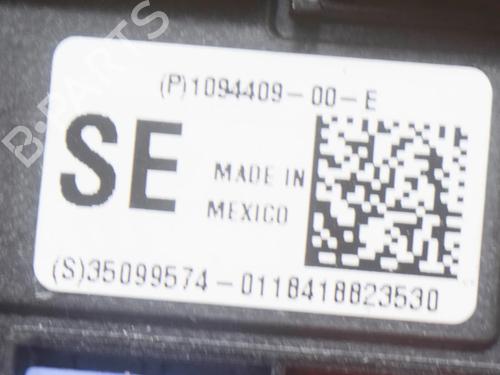 (P)1094409-00-E
SE
MADE IN
MEXICO
(S)35099574-0118418823530
B-PARTS